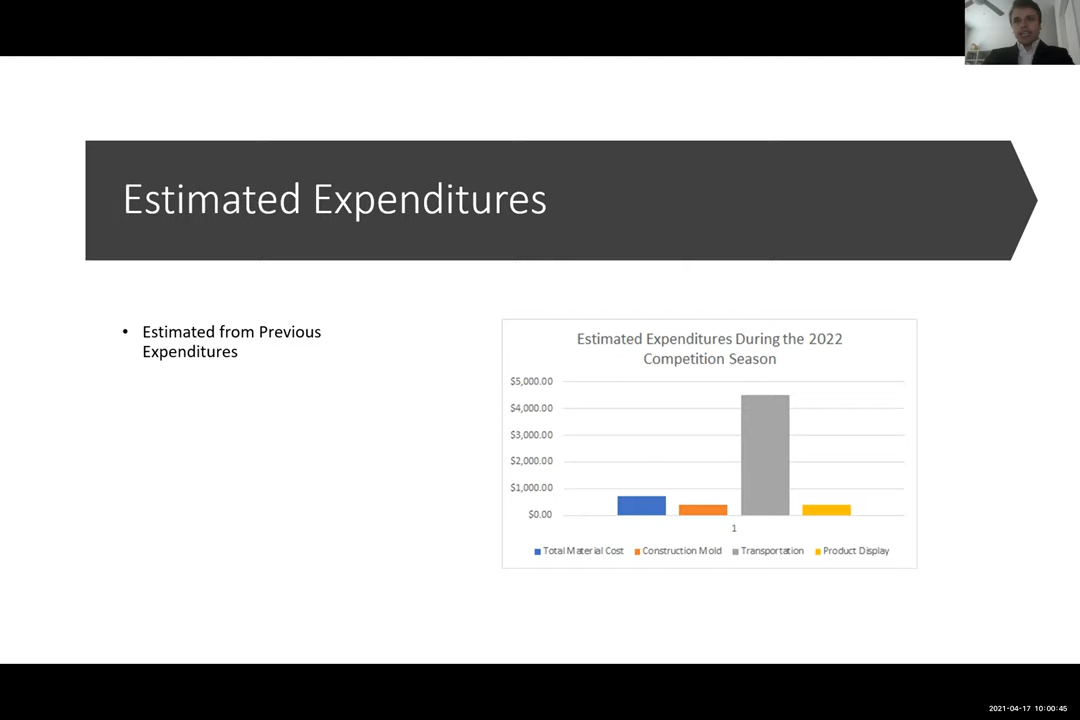 Estimated Expenditures
• Estimated from Previous
Expenditures
Estimated Expenditures During the 2022
Competition Season
$5,000.00
$4,000.00
$3,000.00
$2,000.00
$1,000.00
$0.00
1
Total Material Cost
Construction Mold
Transportation
Product Display
2021-04-17 10:00:45